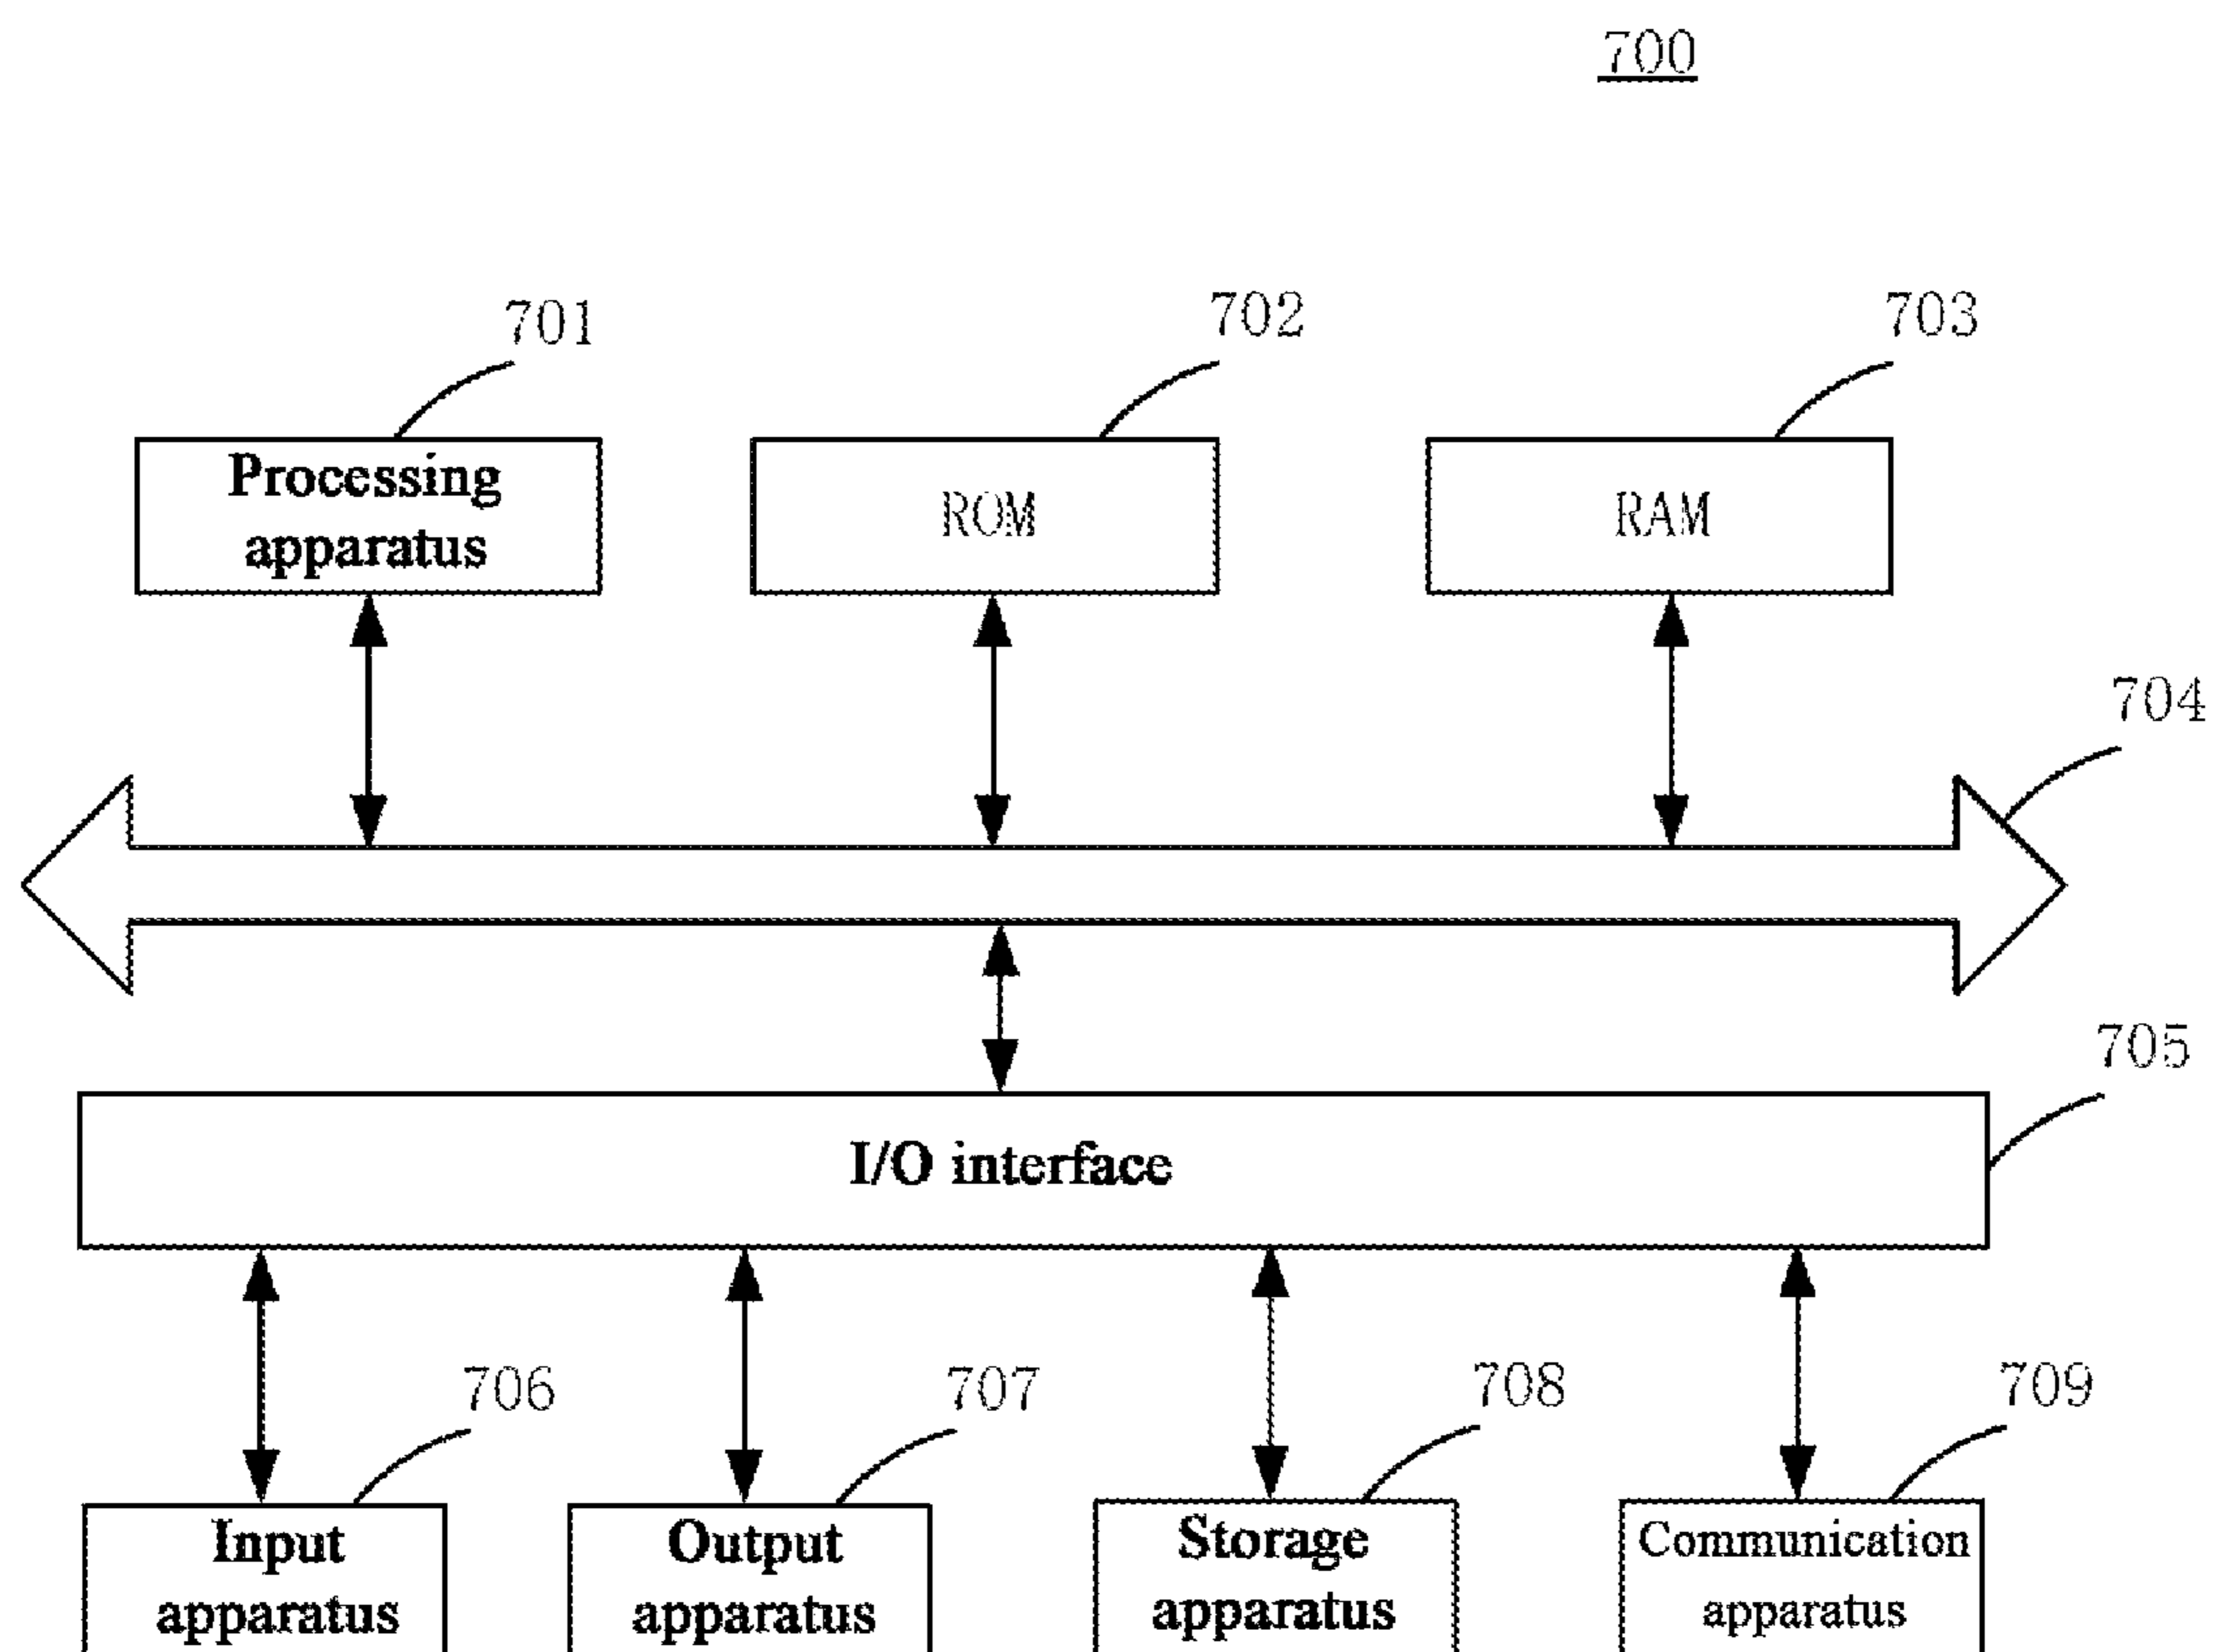 700
701
702
703
Processing
apparatus
ROM
RAM
704
705
I/O interface
706
707
708
709
Input
apparatus
Output
apparatus
Storage
apparatus
Communication
apparatus